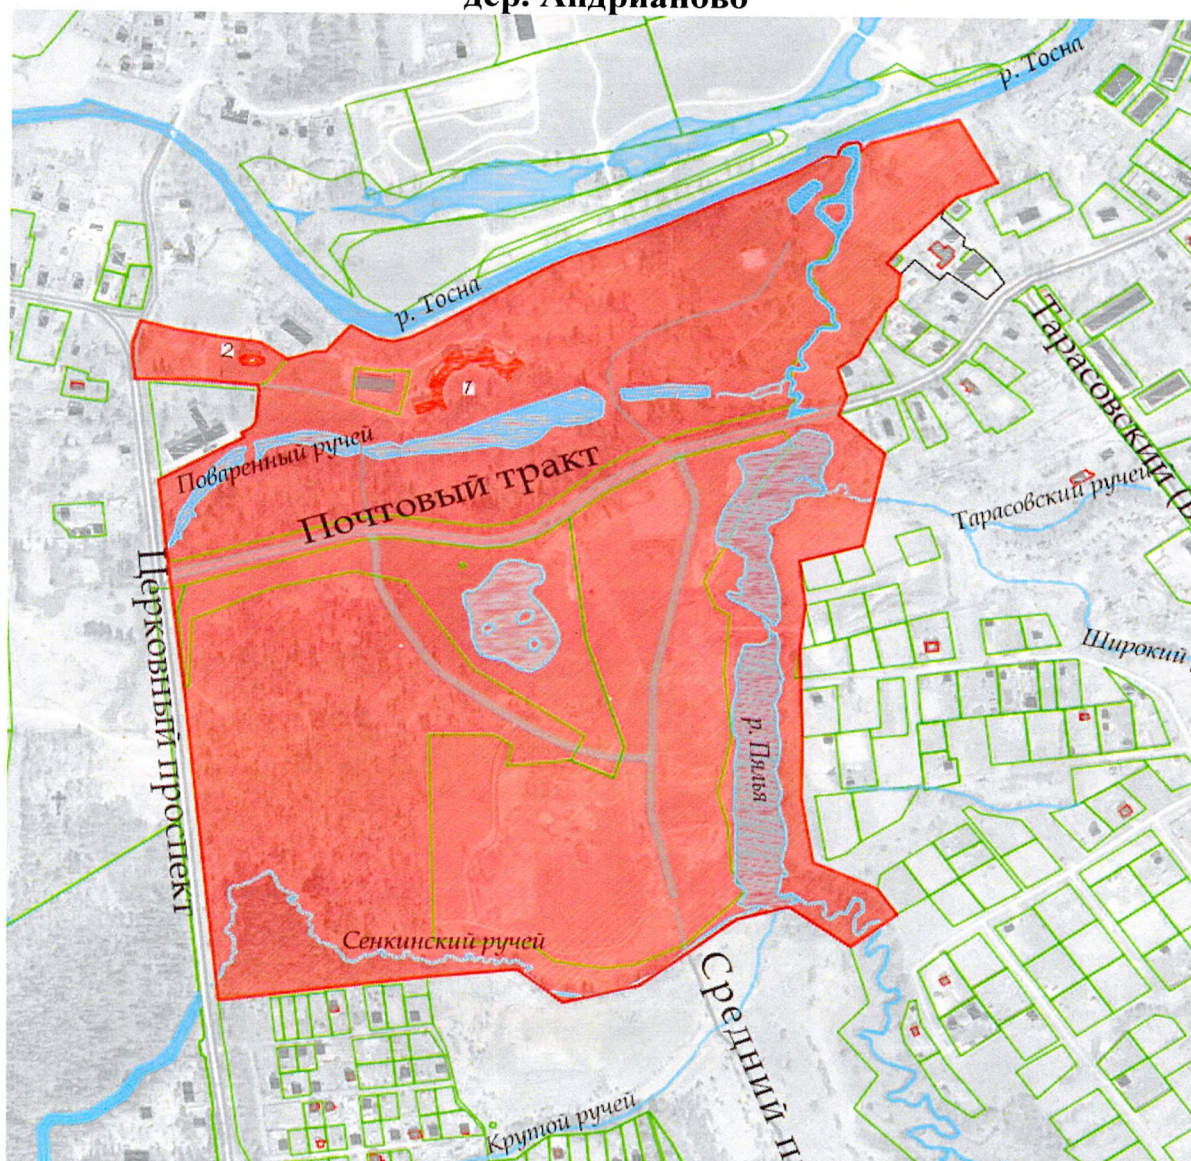 дер. Андрианово
р. Тосна
р. Тосна
2
1
Тарасовский
Поваренный ручей
Почтовый тракт
Тарасовский ручей
Церковный проспект
Широкий
р. Пялья
Сенкинский ручей
Средний п
Крутой ручей